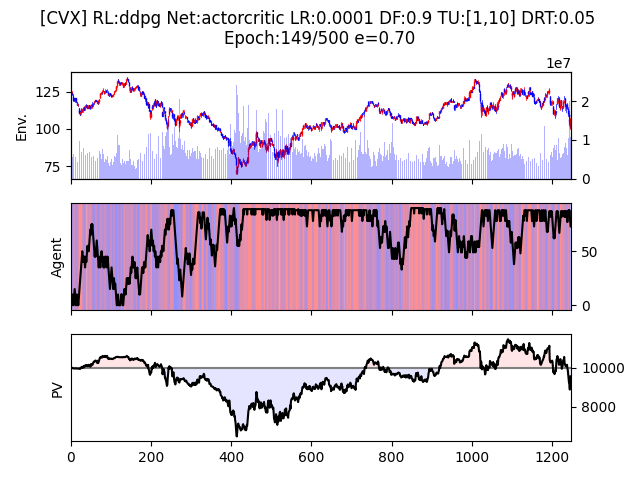 [CVX] RL:ddpg Net:actorcritic LR:0.0001 DF:0.9 TU:[1,10] DRT:0.05
Epoch:149/500 e=0.70
1e7
Env.
125
100
75
2
1
0
Agent
50
0
PV
10000
8000
0 200 400 600 800 1000 1200